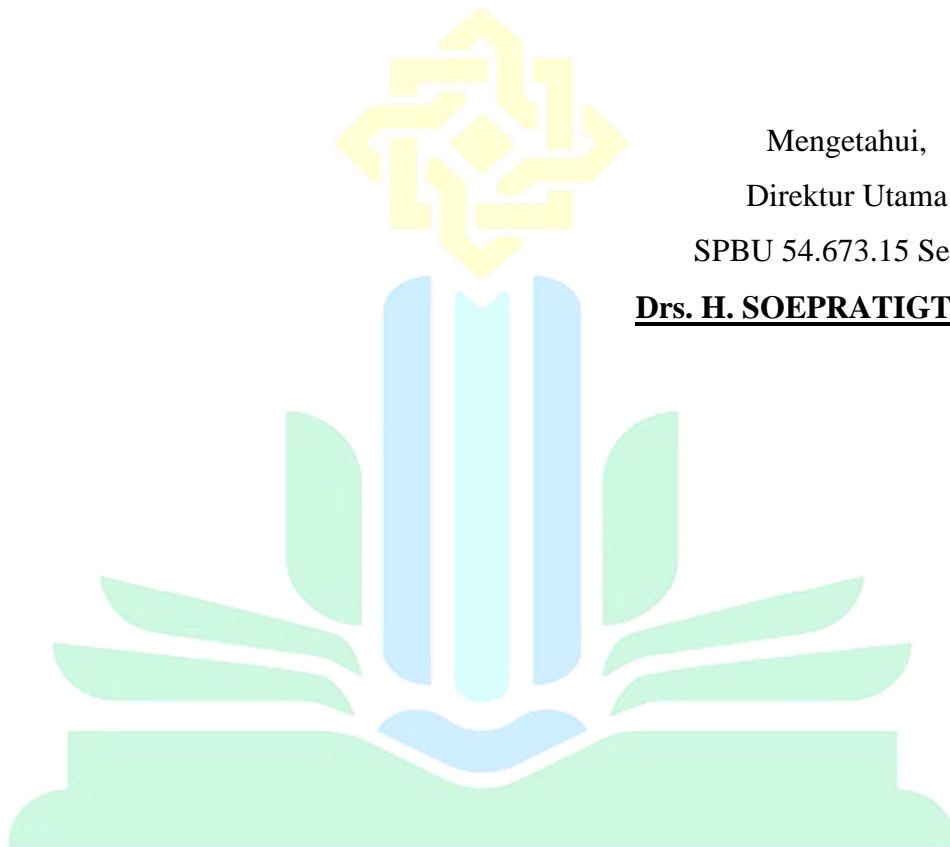 Mengetahui,
Direktur Utama
SPBU 54.673.15 Se
Drs. H. SOEPRATIGT